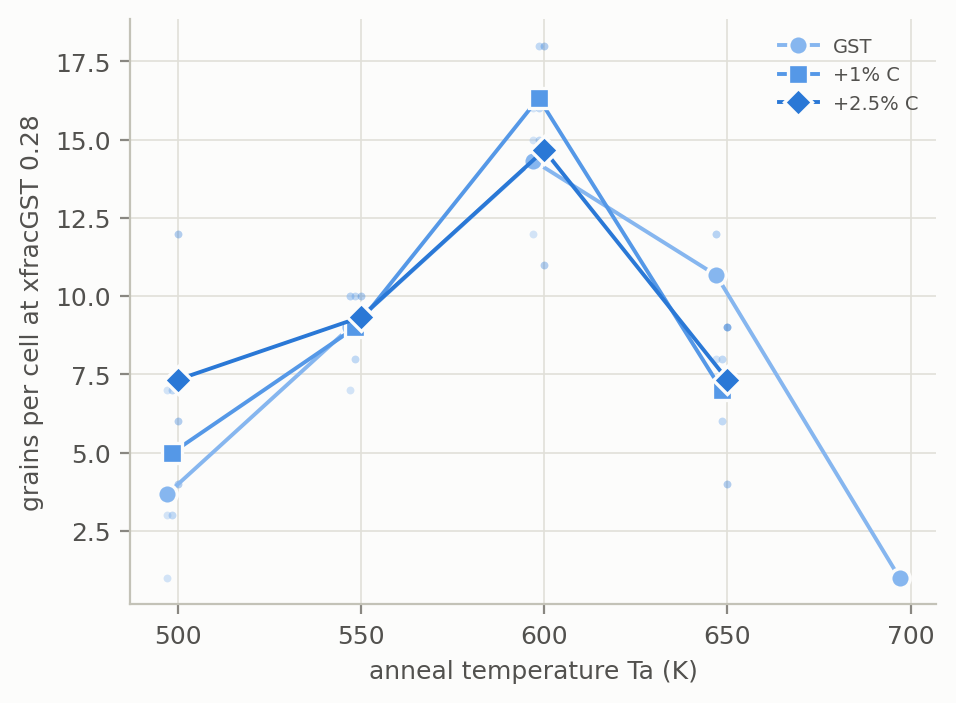 17.5
15.0
12.5
10.0
7.5
5.0
2.5
grains per cell at xfracGST 0.28
GST
+1% C
+2.5% C
500
550
600
650
700
anneal temperature Ta (K)